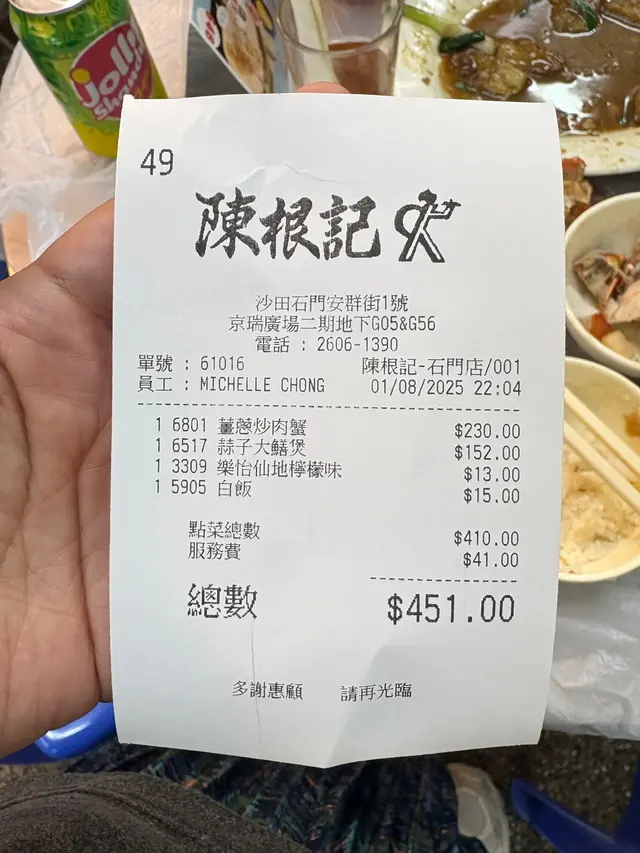 jolly
Shandy
49
陳根記
沙田石門安群街1號
京瑞廣場二期地下G05&G56
電話 : 2606-1390
單號 : 61016 陳根記-石門店/001
員工 : MICHELLE CHONG 01/08/2025 22:04
1 6801 薑蔥炒肉蟹 $230.00
1 6517 蒜子大鱔煲 $152.00
1 3309 樂怡仙地檸檬味 $13.00
1 5905 白飯 $15.00
點菜總數 $410.00
服務費 $41.00
總數 $451.00
多謝惠顧 請再光臨